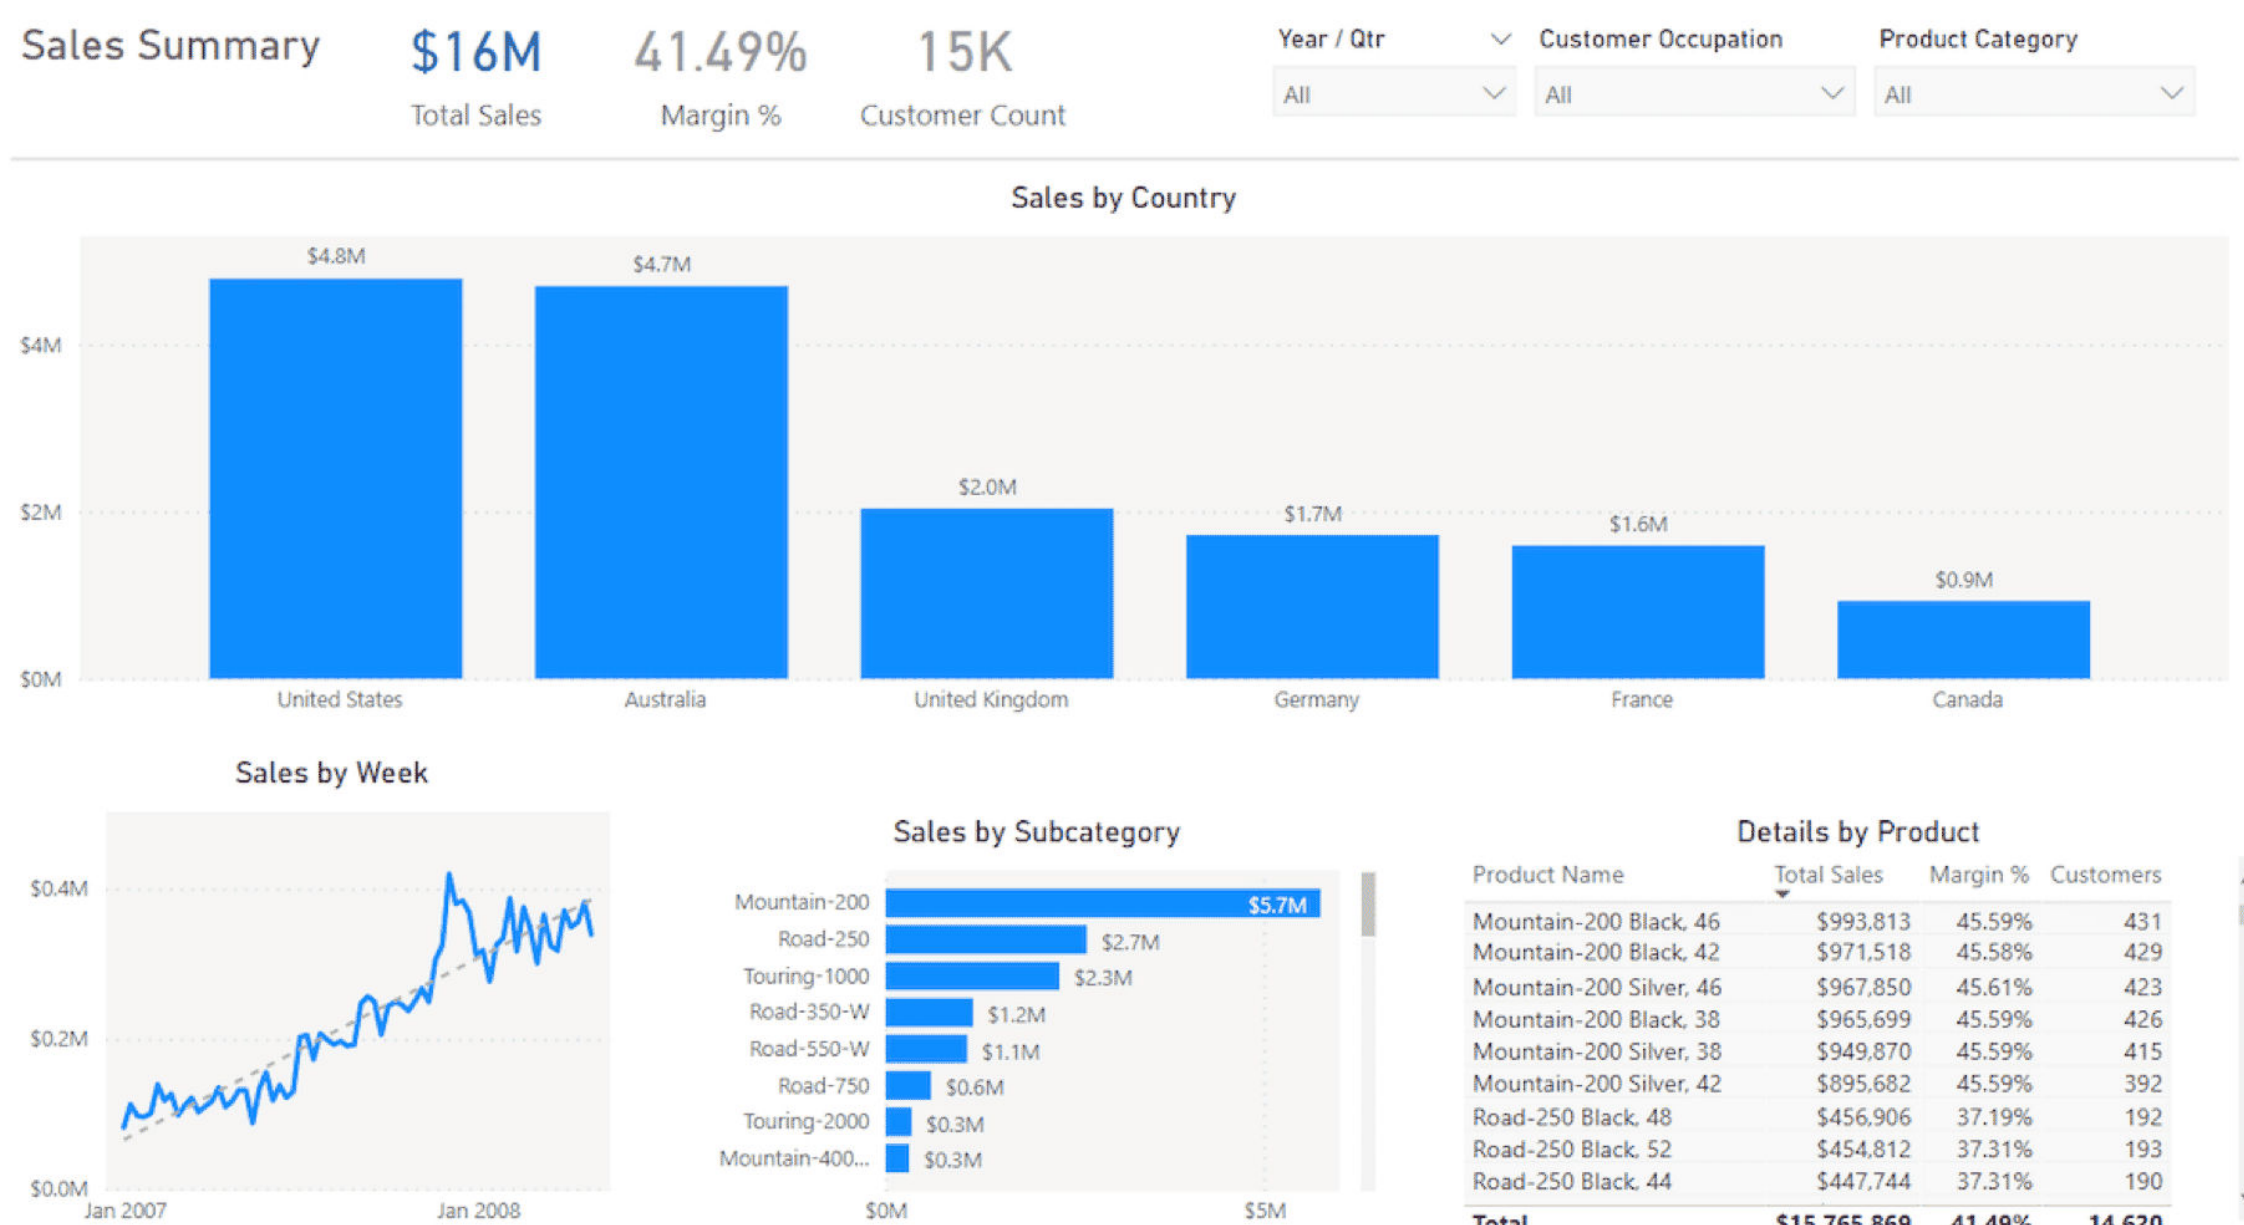 Sales Summary
$16M
Total Sales
41.49%
Margin %
15K
Customer Count
Year / Qtr
All
Customer Occupation
All
Product Category
All
Sales by Country
$4M
$2M
$0M
$4.8M
$4.7M
$2.0M
$1.7M
$1.6M
$0.9M
United States
Australia
United Kingdom
Germany
France
Canada
Sales by Week
$0.4M
$0.2M
$0.0M
Jan 2007
Jan 2008
Sales by Subcategory
Mountain-200 $5.7M
Road-250 $2.7M
Touring-1000 $2.3M
Road-350-W $1.2M
Road-550-W $1.1M
Road-750 $0.6M
Touring-2000 $0.3M
Mountain-400... $0.3M
$0M
$5M
Details by Product
Product Name Total Sales Margin % Customers
Mountain-200 Black, 46 $993,813 45.59% 431
Mountain-200 Black, 42 $971,518 45.58% 429
Mountain-200 Silver, 46 $967,850 45.61% 423
Mountain-200 Black, 38 $965,699 45.59% 426
Mountain-200 Silver, 38 $949,870 45.59% 415
Mountain-200 Silver, 42 $895,682 45.59% 392
Road-250 Black, 48 $456,906 37.19% 192
Road-250 Black, 52 $454,812 37.31% 193
Road-250 Black, 44 $447,744 37.31% 190
Total $15,765,869 41.49% 14,620